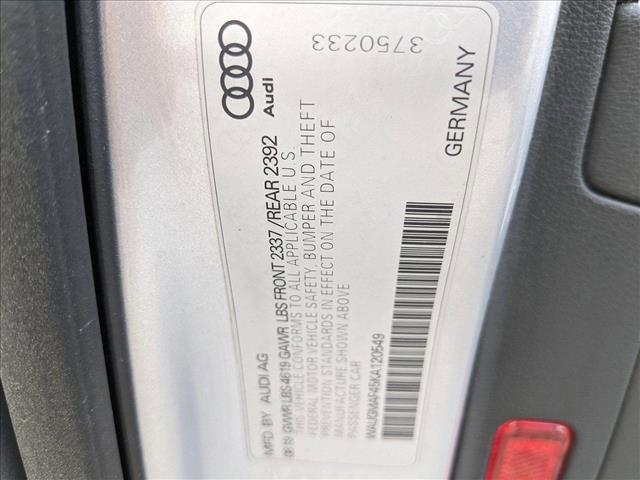 MFD BY AUDI AG
08/19 GVWR LBS 4619 GAWR LBS FRONT 2337/REAR 2392
THIS VEHICLE CONFORMS TO ALL APPLICABLE U.S.
FEDERAL MOTOR VEHICLE SAFETY, BUMPER AND THEFT
PREVENTION STANDARDS IN EFFECT ON THE DATE OF
MANUFACTURE SHOWN ABOVE
PASSENGER CAR
WAUGMAF45KA120549
Audi
3750233
GERMANY